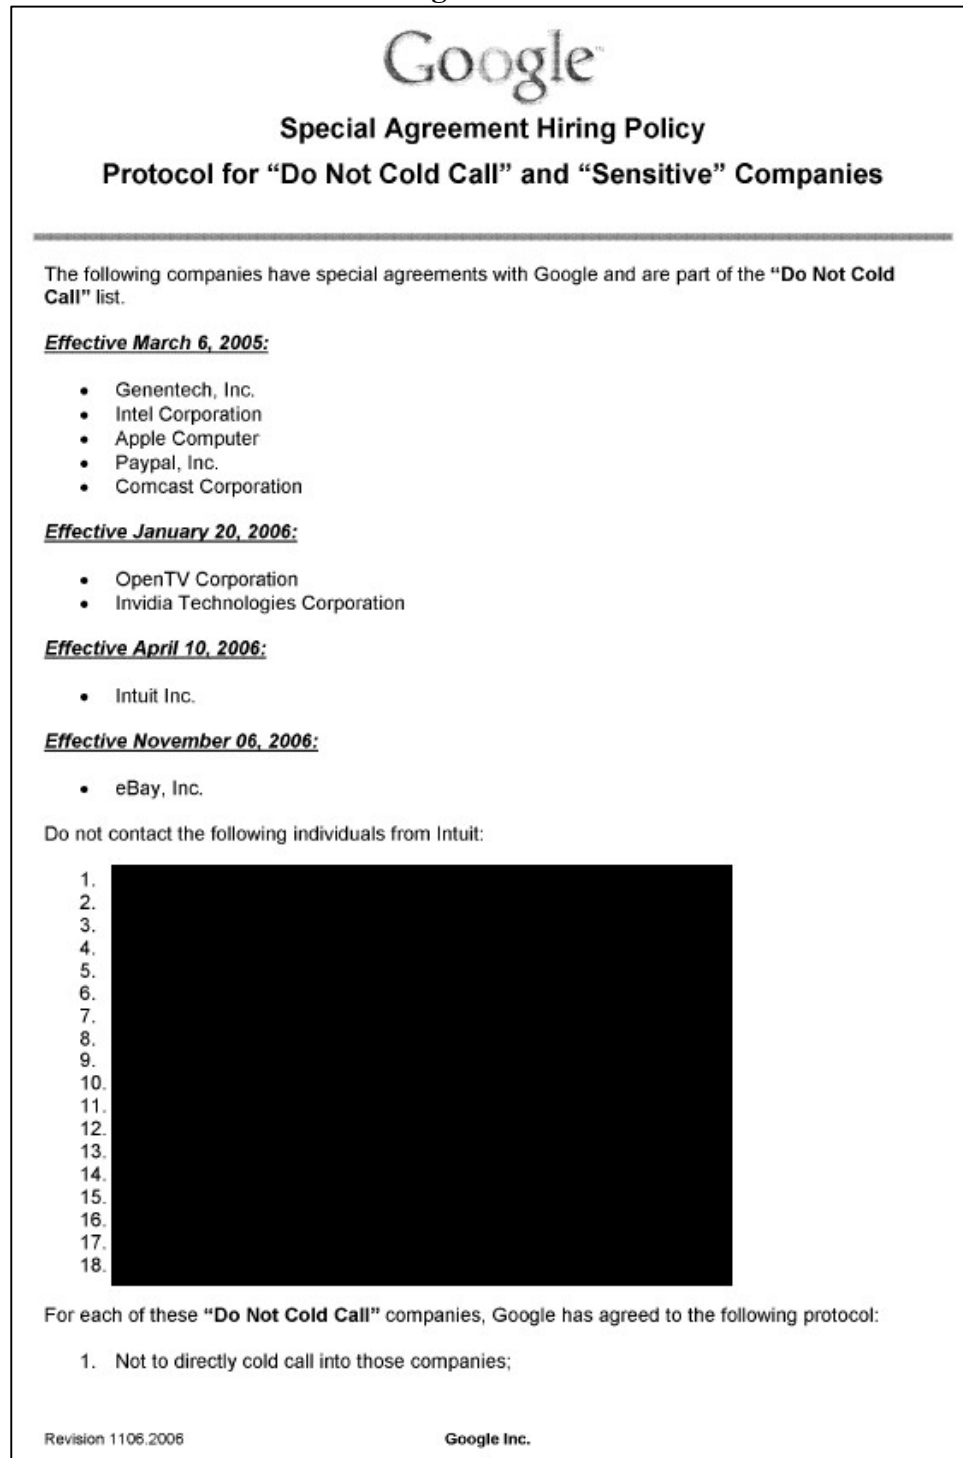 Google™
Special Agreement Hiring Policy
Protocol for “Do Not Cold Call” and “Sensitive” Companies
The following companies have special agreements with Google and are part of the “Do Not Cold
Call” list.
Effective March 6, 2005:
• Genentech, Inc.
• Intel Corporation
• Apple Computer
• Paypal, Inc.
• Comcast Corporation
Effective January 20, 2006:
• OpenTV Corporation
• Invidia Technologies Corporation
Effective April 10, 2006:
• Intuit Inc.
Effective November 06, 2006:
• eBay, Inc.
Do not contact the following individuals from Intuit:
1.
2.
3.
4.
5.
6.
7.
8.
9.
10.
11.
12.
13.
14.
15.
16.
17.
18.
For each of these “Do Not Cold Call” companies, Google has agreed to the following protocol:
1. Not to directly cold call into those companies;
Revision 1106.2006 Google Inc.